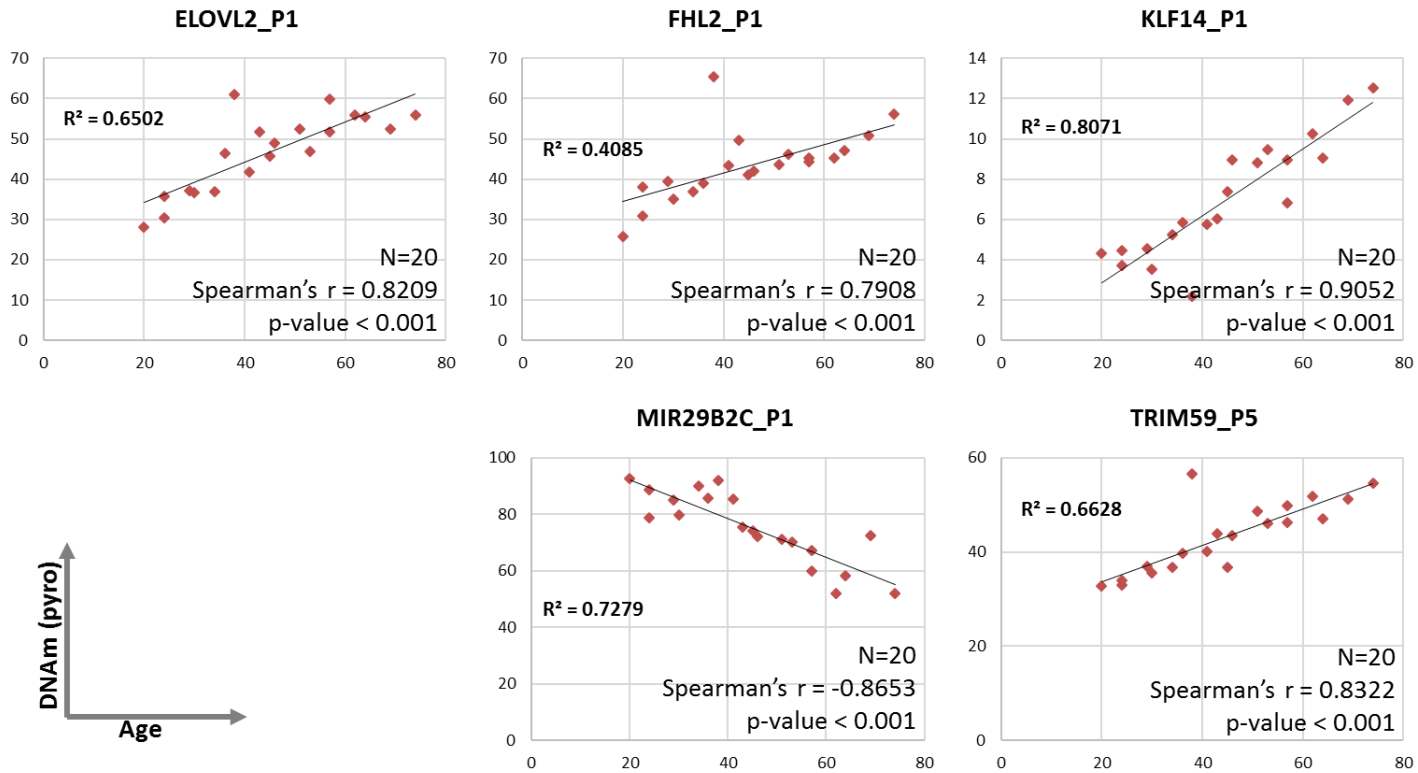 ELOVL2_P1
70
60
50
40
30
20
10
0
0 20 40 60 80
R² = 0.6502
N=20
Spearman’s r = 0.8209
p-value < 0.001
FHL2_P1
70
60
50
40
30
20
10
0
0 20 40 60 80
R² = 0.4085
N=20
Spearman’s r = 0.7908
p-value < 0.001
KLF14_P1
14
12
10
8
6
4
2
0
0 20 40 60 80
R² = 0.8071
N=20
Spearman’s r = 0.9052
p-value < 0.001
DNAm (pyro)
Age
MIR29B2C_P1
100
80
60
40
20
0
0 20 40 60 80
R² = 0.7279
N=20
Spearman’s r = -0.8653
p-value < 0.001
TRIM59_P5
60
40
20
0
0 20 40 60 80
R² = 0.6628
N=20
Spearman’s r = 0.8322
p-value < 0.001